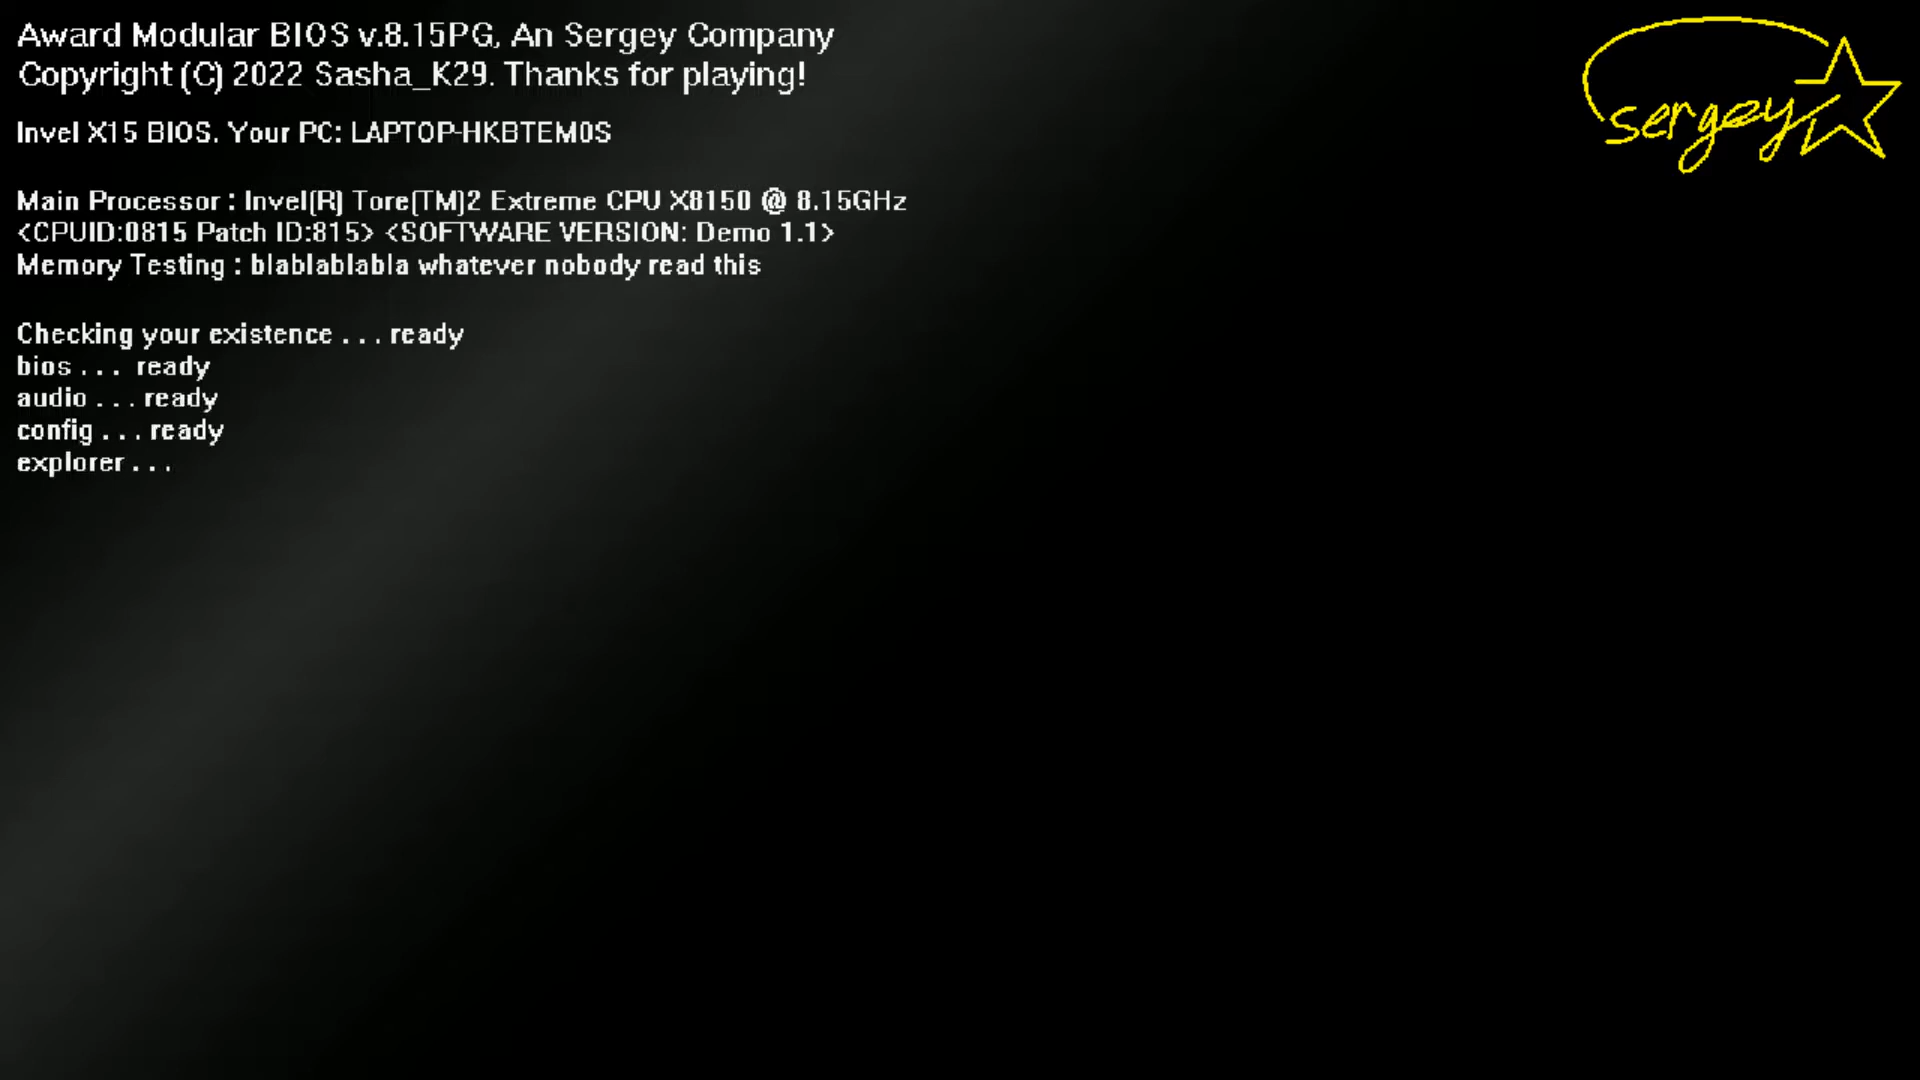 Award Modular BIOS v.8.15PG, An Sergey Company
Copyright (C) 2022 Sasha_K29. Thanks for playing!
Invel X15 BIOS. Your PC: LAPTOP-HKBTEM0S
Main Processor : Invel(R) Tore(TM)2 Extreme CPU X8150 @ 8.15GHz
<CPUID:0815 Patch ID:815> <SOFTWARE VERSION: Demo 1.1>
Memory Testing : blablablabla whatever nobody read this
Checking your existence . . . ready
bios . . .  ready
audio . . . ready
config . . . ready
explorer . . .
sergey